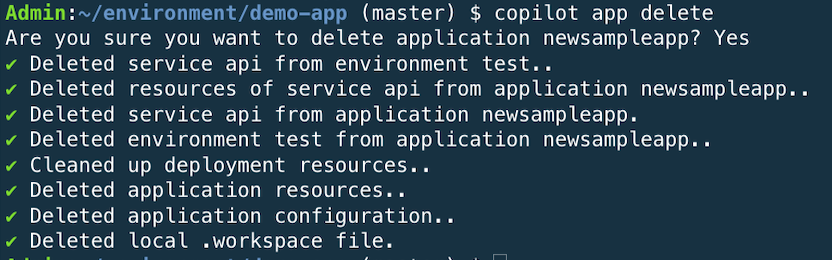 Admin:~/environment/demo-app (master) $ copilot app delete
Are you sure you want to delete application newsampleapp? Yes
✔ Deleted service api from environment test..
✔ Deleted resources of service api from application newsampleapp..
✔ Deleted service api from application newsampleapp.
✔ Deleted environment test from application newsampleapp..
✔ Cleaned up deployment resources..
✔ Deleted application resources..
✔ Deleted application configuration..
✔ Deleted local .workspace file.